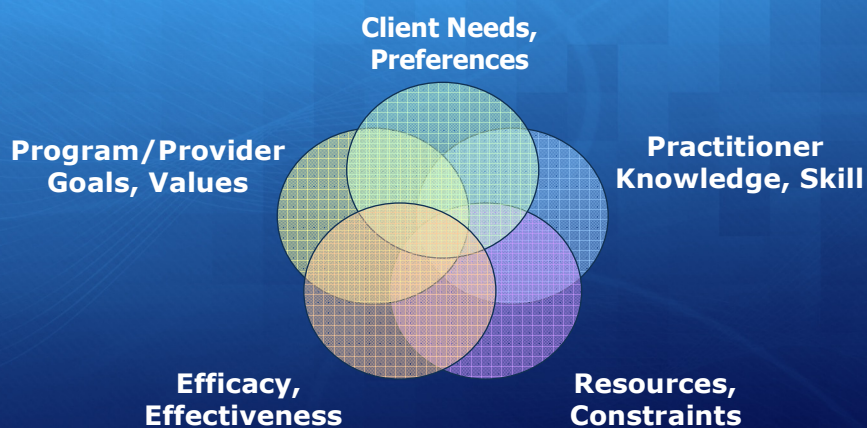 Client Needs,
Preferences
Program/Provider
Goals, Values
Practitioner
Knowledge, Skill
Efficacy,
Effectiveness
Resources,
Constraints